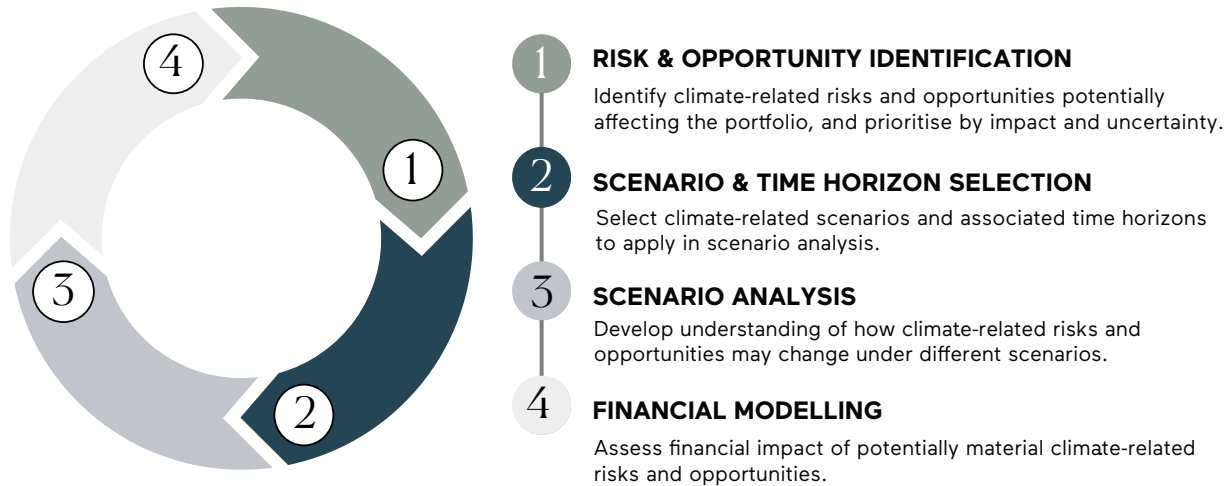 4
1
3
2
1
RISK & OPPORTUNITY IDENTIFICATION
Identify climate-related risks and opportunities potentially
affecting the portfolio, and prioritise by impact and uncertainty.
2
SCENARIO & TIME HORIZON SELECTION
Select climate-related scenarios and associated time horizons
to apply in scenario analysis.
3
SCENARIO ANALYSIS
Develop understanding of how climate-related risks and
opportunities may change under different scenarios.
4
FINANCIAL MODELLING
Assess financial impact of potentially material climate-related
risks and opportunities.